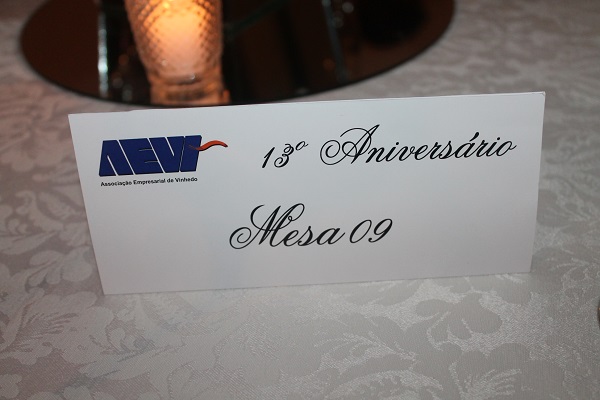 AEVI
Associação Empresarial de Vinhedo
13º Aniversário
Mesa 09